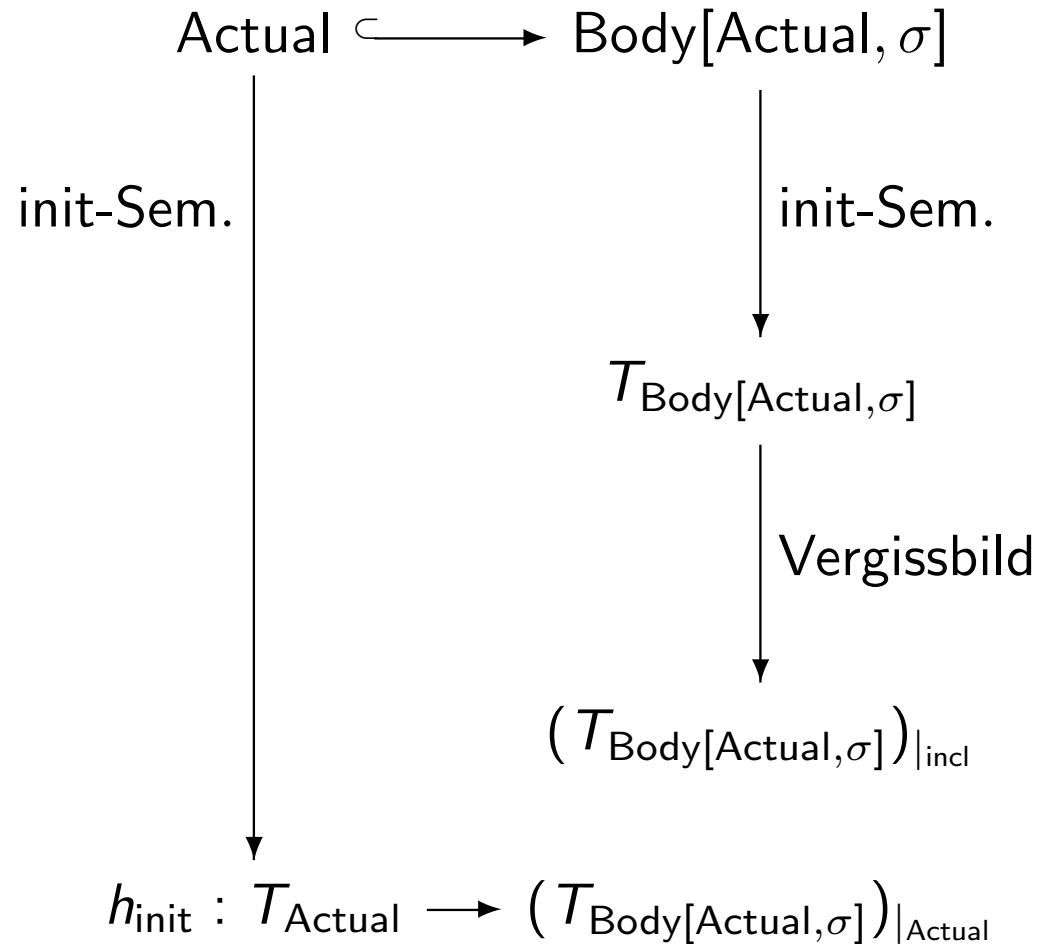 Actual ↪ Body[Actual, σ]
init-Sem. init-Sem.
T_Body[Actual,σ]
Vergissbild
(T_Body[Actual,σ])|incl
h_init : T_Actual → (T_Body[Actual,σ])|Actual